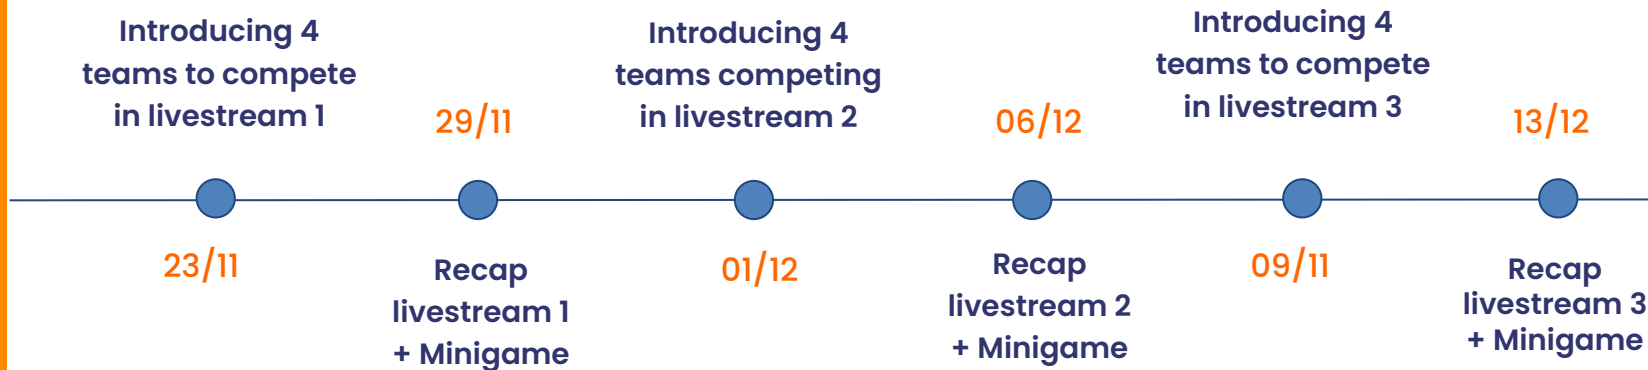 Introducing 4
teams to compete
in livestream 1
23/11
29/11
Recap
livestream 1
+ Minigame
Introducing 4
teams competing
in livestream 2
01/12
06/12
Recap
livestream 2
+ Minigame
Introducing 4
teams to compete
in livestream 3
09/11
13/12
Recap
livestream 3
+ Minigame